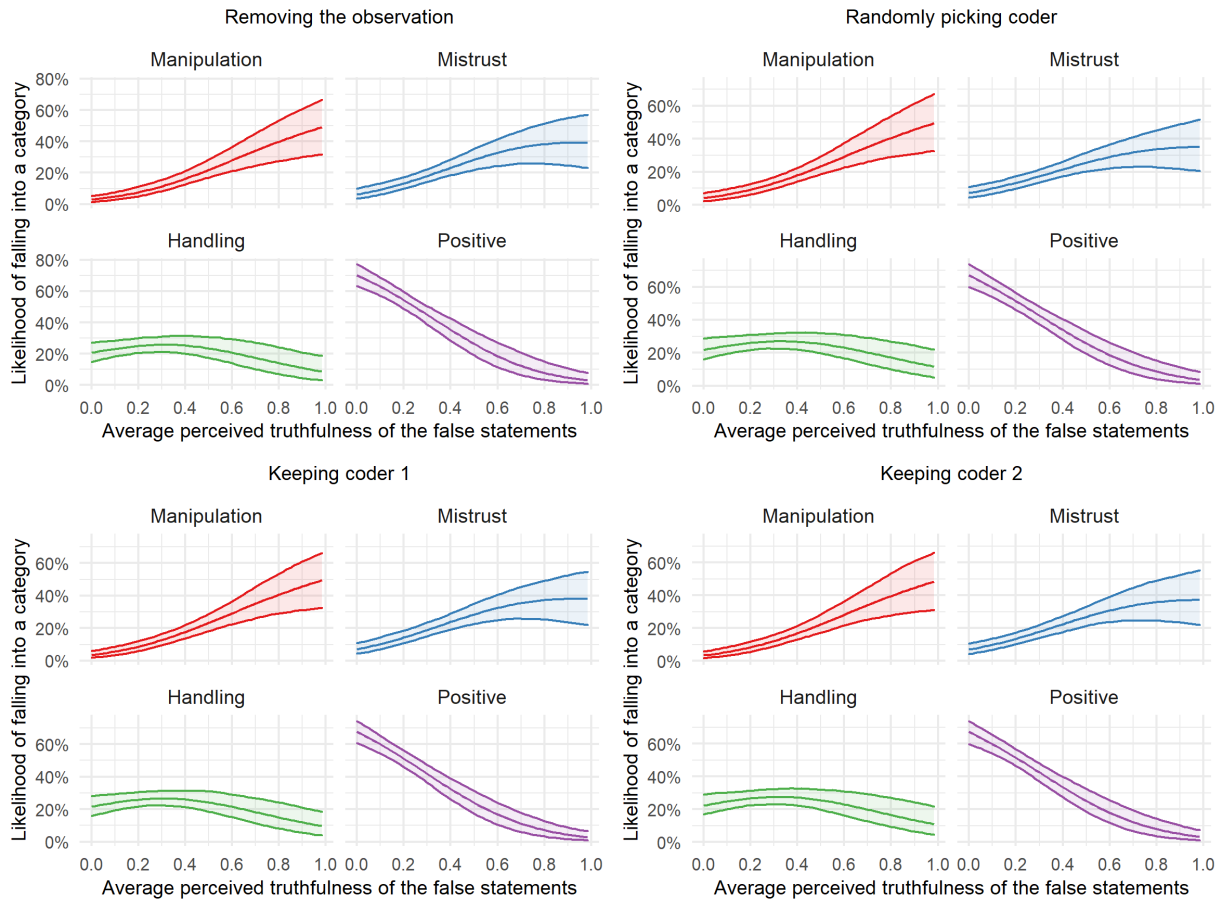 Removing the observation
Manipulation Mistrust
80%
60%
40%
20%
0%
Handling Positive
80%
60%
40%
20%
0%
0.0 0.2 0.4 0.6 0.8 1.0 0.0 0.2 0.4 0.6 0.8 1.0
Likelihood of falling into a category
Average perceived truthfulness of the false statements
Randomly picking coder
Manipulation Mistrust
60%
40%
20%
0%
Handling Positive
60%
40%
20%
0%
0.0 0.2 0.4 0.6 0.8 1.0 0.0 0.2 0.4 0.6 0.8 1.0
Likelihood of falling into a category
Average perceived truthfulness of the false statements
Keeping coder 1
Manipulation Mistrust
60%
40%
20%
0%
Handling Positive
60%
40%
20%
0%
0.0 0.2 0.4 0.6 0.8 1.0 0.0 0.2 0.4 0.6 0.8 1.0
Likelihood of falling into a category
Average perceived truthfulness of the false statements
Keeping coder 2
Manipulation Mistrust
60%
40%
20%
0%
Handling Positive
60%
40%
20%
0%
0.0 0.2 0.4 0.6 0.8 1.0 0.0 0.2 0.4 0.6 0.8 1.0
Likelihood of falling into a category
Average perceived truthfulness of the false statements